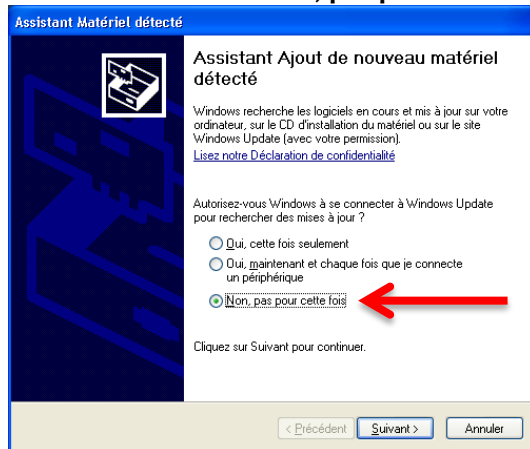 Assistant Matériel détecté
Assistant Ajout de nouveau matériel
détecté
Windows recherche les logiciels en cours et mis à jour sur votre
ordinateur, sur le CD d'installation du matériel ou sur le site
Windows Update (avec votre permission).
Lisez notre Déclaration de confidentialité
Autorisez-vous Windows à se connecter à Windows Update
pour rechercher des mises à jour ?
Oui, cette fois seulement
Oui, maintenant et chaque fois que je connecte
un périphérique
Non, pas pour cette fois
Cliquez sur Suivant pour continuer.
< Précédent Suivant > Annuler